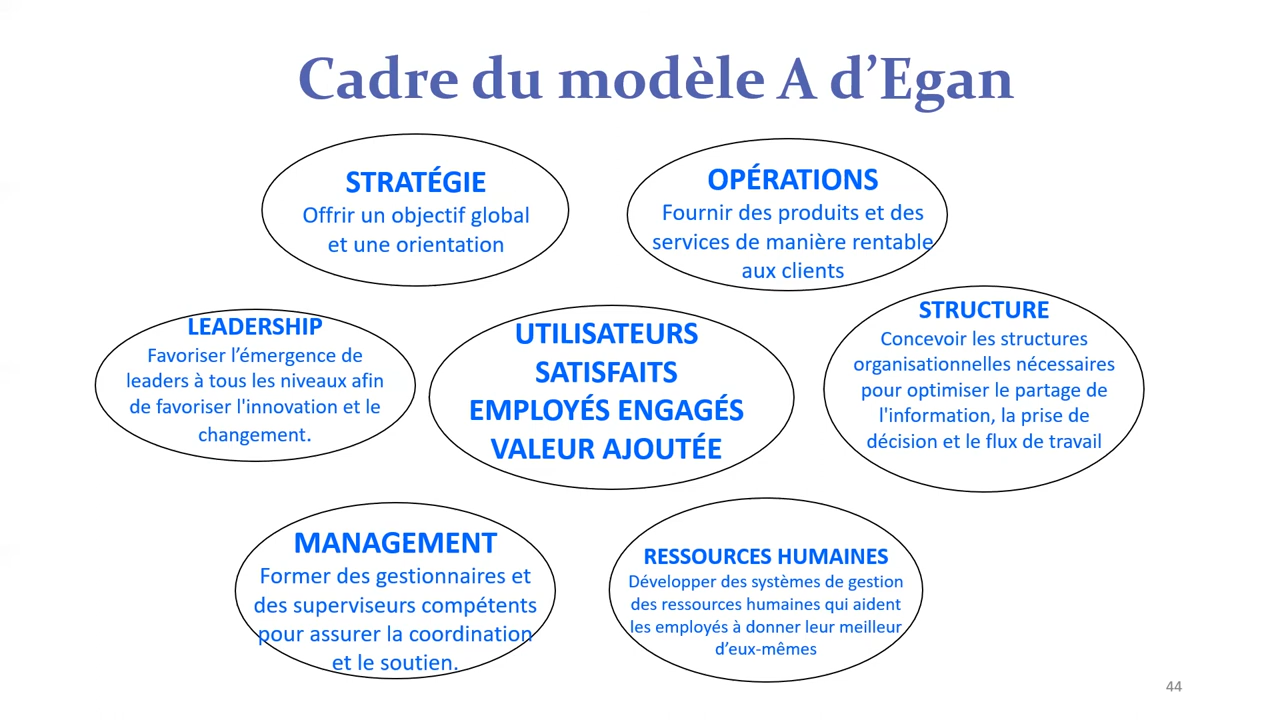 Cadre du modèle A d’Egan
STRATÉGIE
Offrir un objectif global
et une orientation
OPÉRATIONS
Fournir des produits et des
services de manière rentable
aux clients
LEADERSHIP
Favoriser l’émergence de
leaders à tous les niveaux afin
de favoriser l'innovation et le
changement.
UTILISATEURS
SATISFAITS
EMPLOYÉS ENGAGÉS
VALEUR AJOUTÉE
STRUCTURE
Concevoir les structures
organisationnelles nécessaires
pour optimiser le partage de
l'information, la prise de
décision et le flux de travail
MANAGEMENT
Former des gestionnaires et
des superviseurs compétents
pour assurer la coordination
et le soutien.
RESSOURCES HUMAINES
Développer des systèmes de gestion
des ressources humaines qui aident
les employés à donner leur meilleur
d’eux-mêmes
44